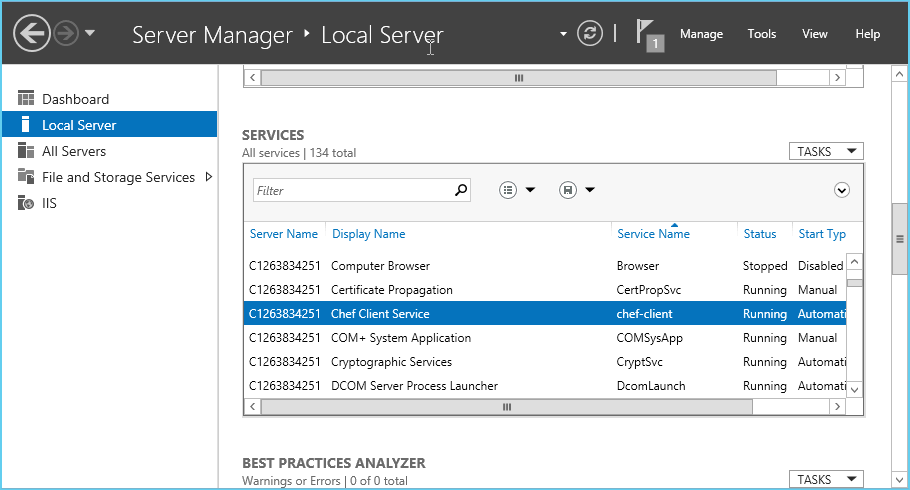 Server Manager ‣ Local Server
1
Manage Tools View Help
Dashboard
Local Server
All Servers
File and Storage Services
IIS
SERVICES
All services | 134 total
TASKS
Filter
Server Name Display Name Service Name Status Start Typ
C1263834251 Computer Browser Browser Stopped Disabled
C1263834251 Certificate Propagation CertPropSvc Running Manual
C1263834251 Chef Client Service chef-client Running Automati
C1263834251 COM+ System Application COMSysApp Running Manual
C1263834251 Cryptographic Services CryptSvc Running Automati
C1263834251 DCOM Server Process Launcher DcomLaunch Running Automati
BEST PRACTICES ANALYZER
Warnings or Errors | 0 of 0 total
TASKS